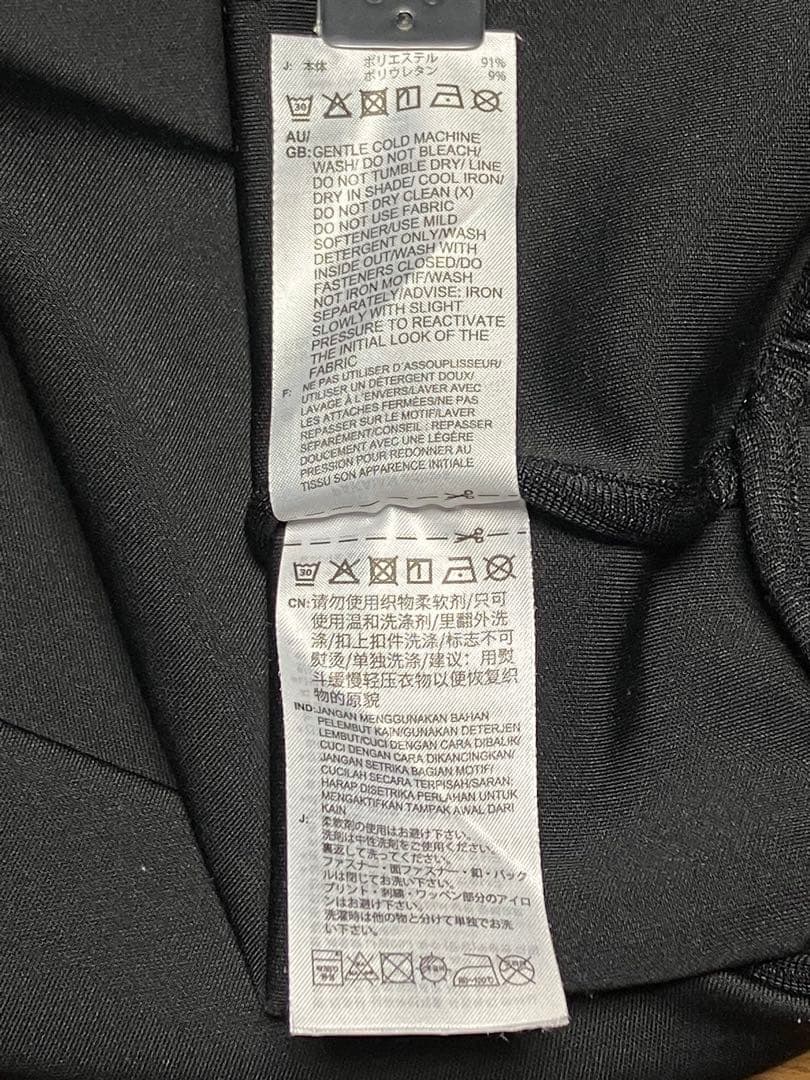 J: 本体 ポリエステル 91%
ポリウレタン 9%
30
AU/
GB: GENTLE COLD MACHINE
WASH/ DO NOT BLEACH/
DO NOT TUMBLE DRY/ LINE
DRY IN SHADE/ COOL IRON/
DO NOT DRY CLEAN (X)
DO NOT USE FABRIC
SOFTENER/USE MILD
DETERGENT ONLY/WASH
INSIDE OUT/WASH WITH
FASTENERS CLOSED/DO
NOT IRON MOTIF/WASH
SEPARATELY/ADVISE: IRON
SLOWLY WITH SLIGHT
PRESSURE TO REACTIVATE
THE INITIAL LOOK OF THE
FABRIC
F: NE PAS UTILISER D'ASSOUPLISSEUR/
UTILISER UN DÉTERGENT DOUX/
LAVAGE À L'ENVERS/LAVER AVEC
LES ATTACHES FERMÉES/NE PAS
REPASSER SUR LE MOTIF/LAVER
SÉPARÉMENT/CONSEIL : REPASSER
DOUCEMENT AVEC UNE LÉGÈRE
PRESSION POUR REDONNER AU
TISSU SON APPARENCE INITIALE
30
CN: 请勿使用织物柔软剂/只可
使用温和洗涤剂/里翻外洗
涤/扣上扣件洗涤/标志不可
熨烫/单独洗涤/建议：用熨
斗缓慢轻压衣物以便恢复织
物的原貌
IND: JANGAN MENGGUNAKAN BAHAN
PELEMBUT KAIN/GUNAKAN DETERJEN
LEMBUT/CUCI DENGAN CARA DIBALIK/
CUCI DENGAN CARA DIKANCINGKAN/
JANGAN SETRIKA BAGIAN MOTIF/
CUCILAH SECARA TERPISAH/SARAN:
HARAP DISETRIKA PERLAHAN UNTUK
MENGAKTIFKAN TAMPAK AWAL DARI
KAIN
J: 柔軟剤の使用はお避け下さい。
洗剤は中性洗剤をご使用ください。
裏返して洗ってください。
ファスナー・面ファスナー・釦・バック
ルは閉じてお洗い下さい。
プリント・刺繍・ワッペン部分のアイロ
ンはお避け下さい。
洗濯時は他の物と分けて単独でお洗
い下さい。